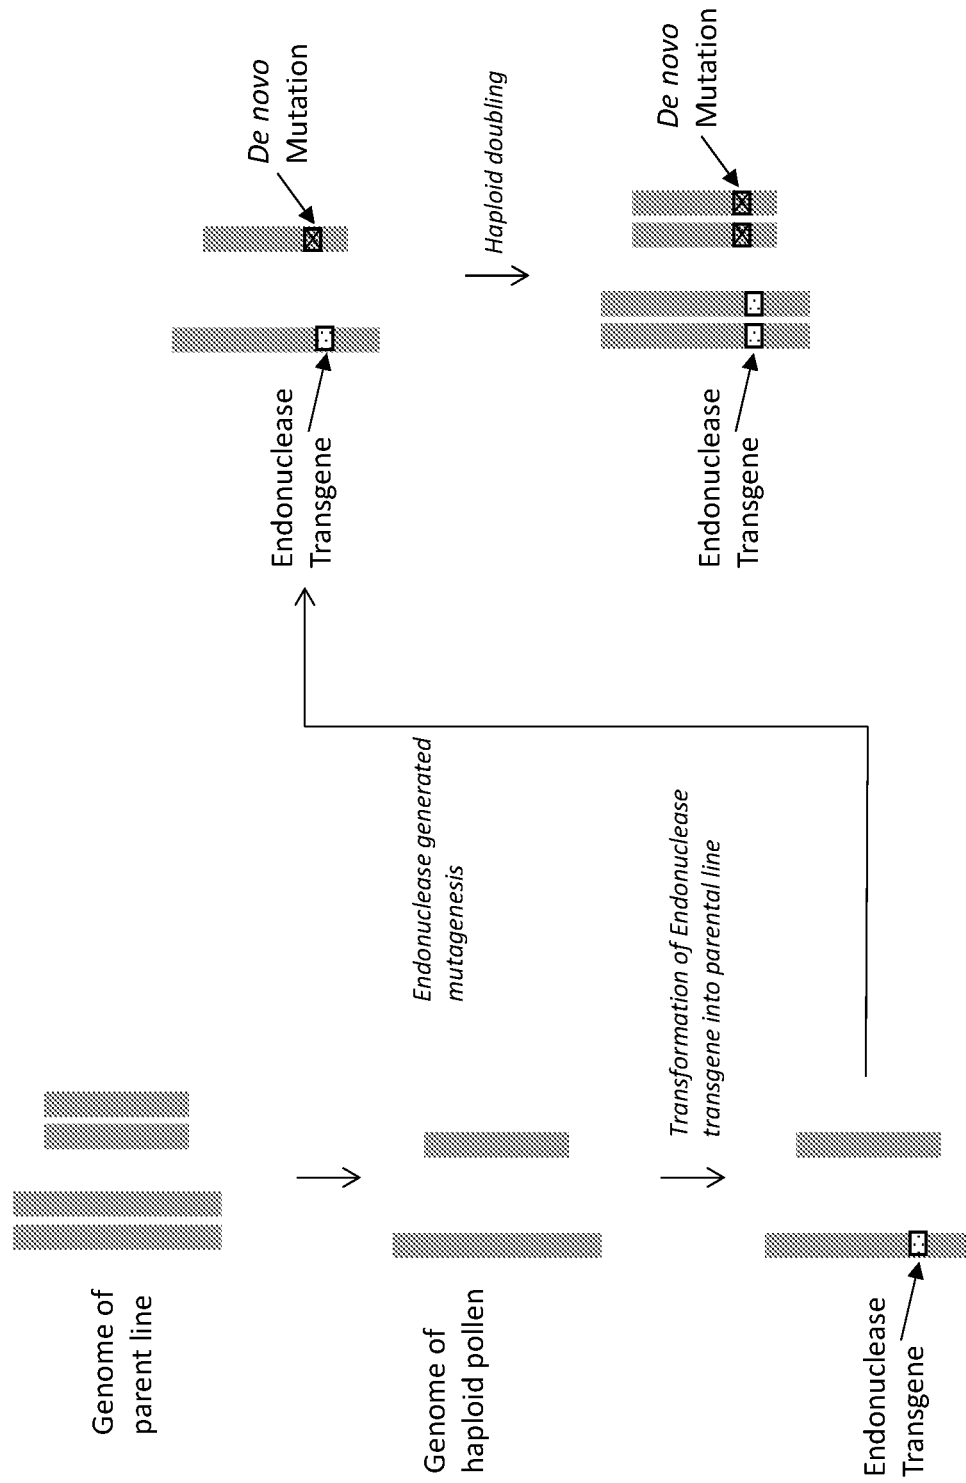 Genome of
parent line
Genome of
haploid pollen
Transformation of Endonuclease
transgene into parental line
Endonuclease
Transgene
Endonuclease generated
mutagenesis
Endonuclease
Transgene
De novo
Mutation
Haploid doubling
Endonuclease
Transgene
De novo
Mutation